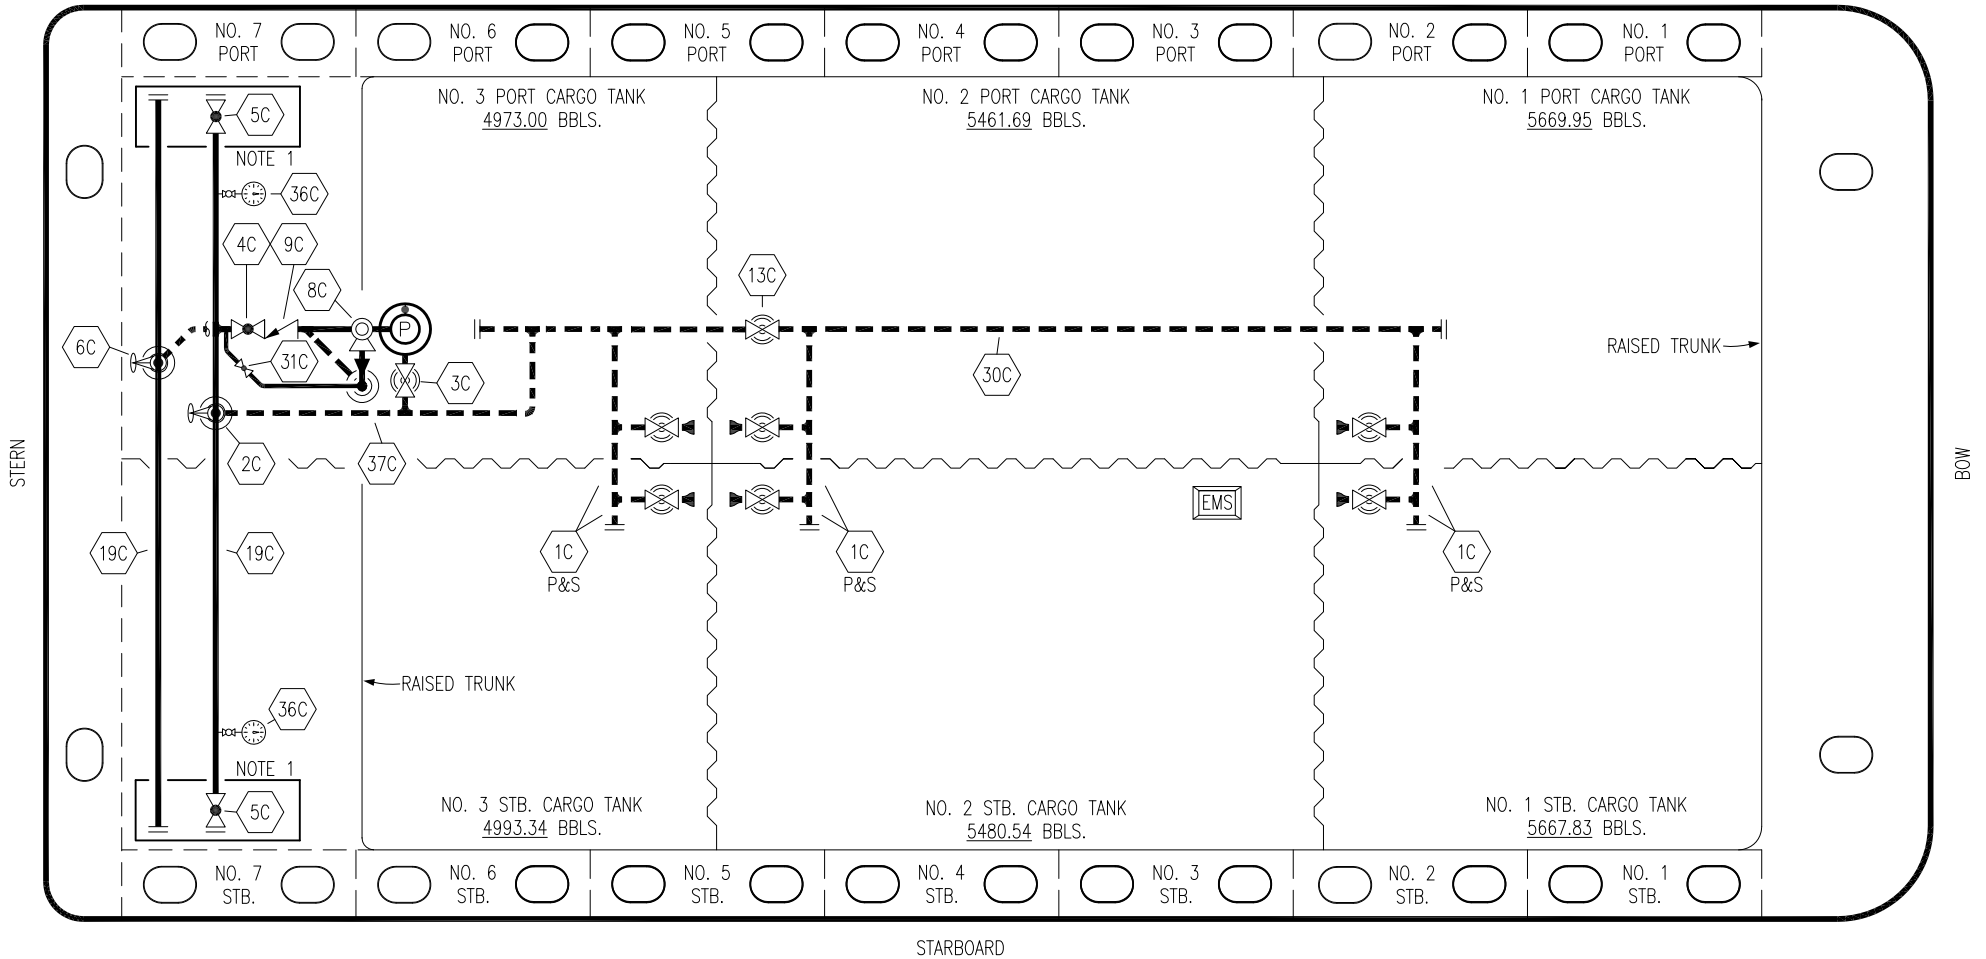 NO. 7
PORT
NO. 6
PORT
NO. 5
PORT
NO. 4
PORT
NO. 3
PORT
NO. 2
PORT
NO. 1
PORT
NO. 3 PORT CARGO TANK
4973.00 BBLS.
NO. 2 PORT CARGO TANK
5461.69 BBLS.
NO. 1 PORT CARGO TANK
5669.95 BBLS.
5C
NOTE 1
36C
4C
9C
8C
13C
P
6C
31C
3C
30C
RAISED TRUNK
2C
37C
STERN
BOW
EMS
19C
19C
1C
P&S
1C
P&S
1C
P&S
RAISED TRUNK
36C
NOTE 1
5C
NO. 3 STB. CARGO TANK
4993.34 BBLS.
NO. 2 STB. CARGO TANK
5480.54 BBLS.
NO. 1 STB. CARGO TANK
5667.83 BBLS.
NO. 7
STB.
NO. 6
STB.
NO. 5
STB.
NO. 4
STB.
NO. 3
STB.
NO. 2
STB.
NO. 1
STB.
STARBOARD